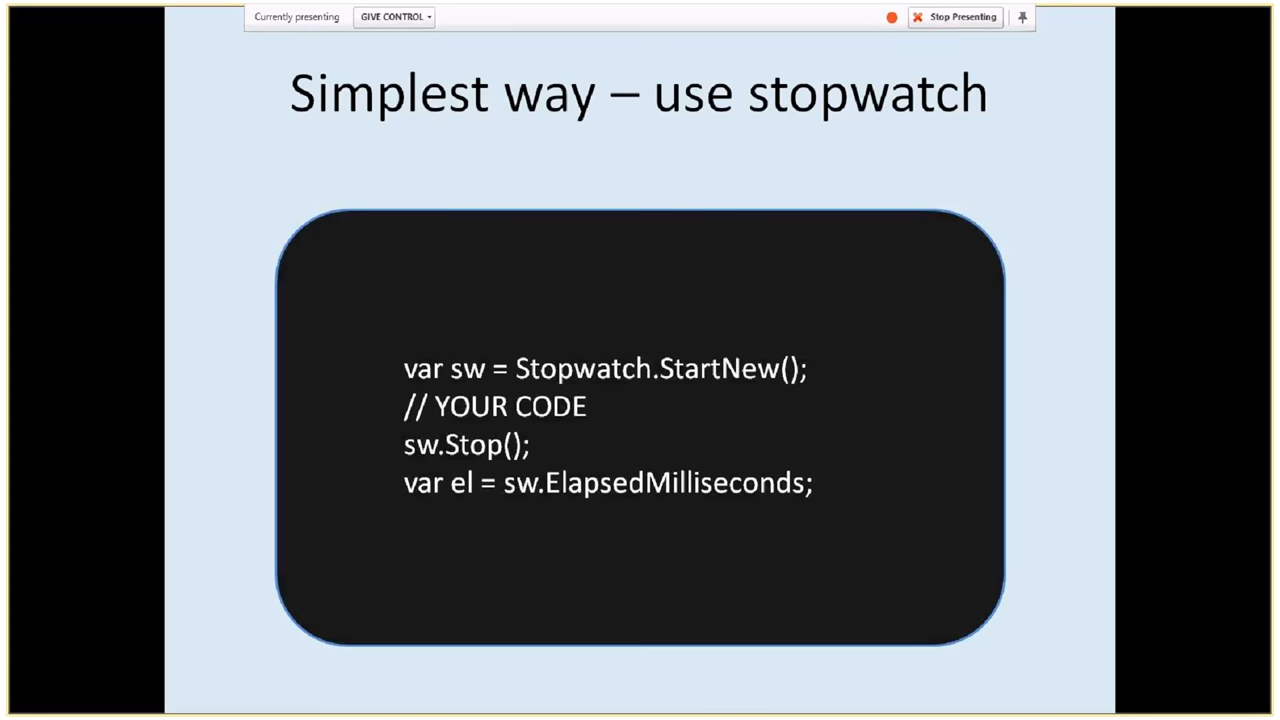 Currently presenting GIVE CONTROL Stop Presenting
Simplest way – use stopwatch
var sw = Stopwatch.StartNew();
// YOUR CODE
sw.Stop();
var el = sw.ElapsedMilliseconds;